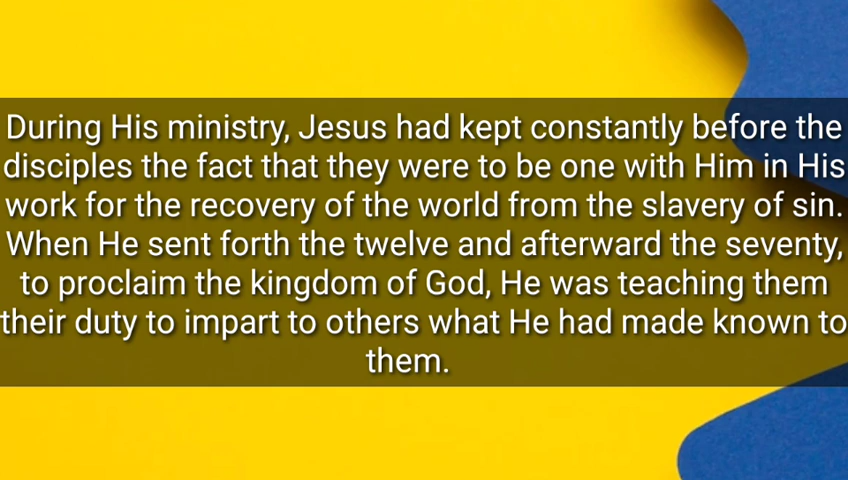 During His ministry, Jesus had kept constantly before the
disciples the fact that they were to be one with Him in His
work for the recovery of the world from the slavery of sin.
When He sent forth the twelve and afterward the seventy,
to proclaim the kingdom of God, He was teaching them
their duty to impart to others what He had made known to
them.